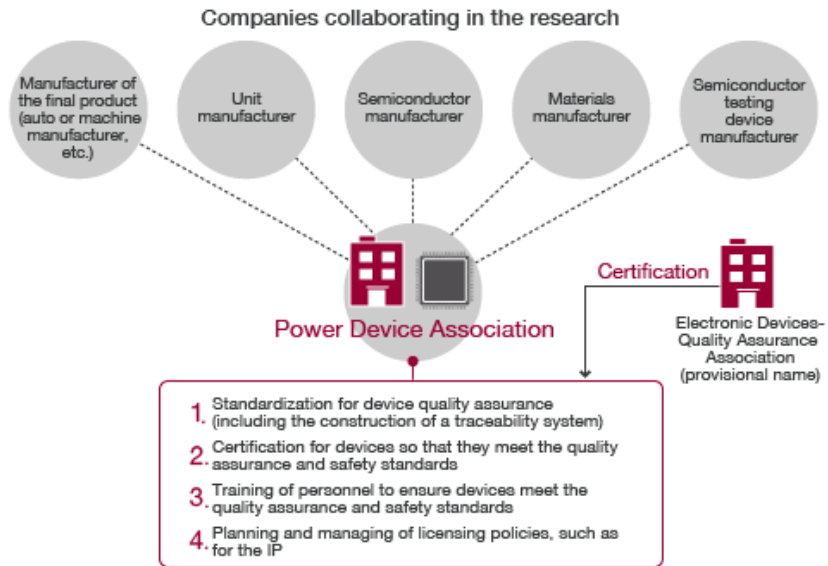 Companies collaborating in the research
Manufacturer of
the final product
(auto or machine
manufacturer,
etc.)
Unit
manufacturer
Semiconductor
manufacturer
Materials
manufacturer
Semiconductor
testing
device
manufacturer
Power Device Association
Certification
Electronic Devices-
Quality Assurance
Association
(provisional name)
1. Standardization for device quality assurance
(including the construction of a traceability system)
2. Certification for devices so that they meet the quality
assurance and safety standards
3. Training of personnel to ensure devices meet the
quality assurance and safety standards
4. Planning and managing of licensing policies, such as
for the IP